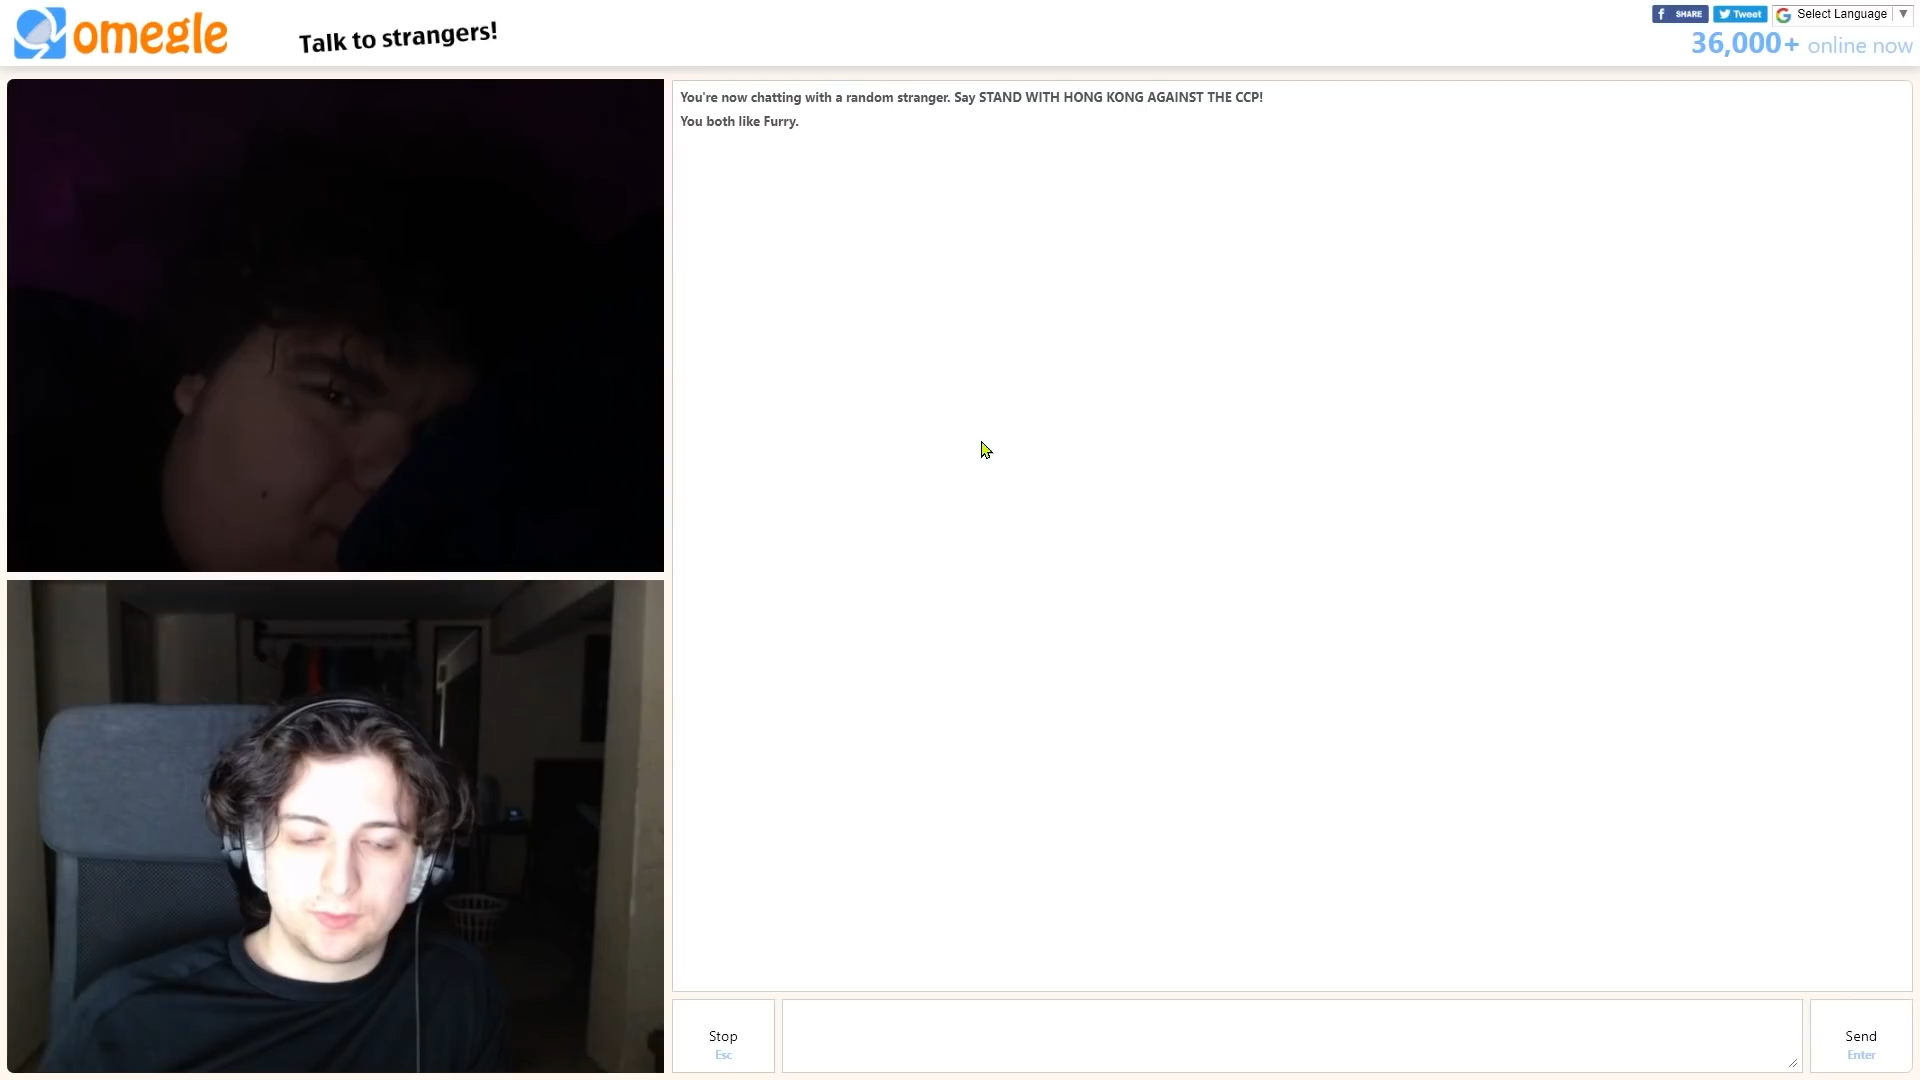 omegle
Talk to strangers!
SHARE
Tweet
Select Language
36,000+ online now
You're now chatting with a random stranger. Say STAND WITH HONG KONG AGAINST THE CCP!
You both like Furry.
Stop
Esc
Send
Enter